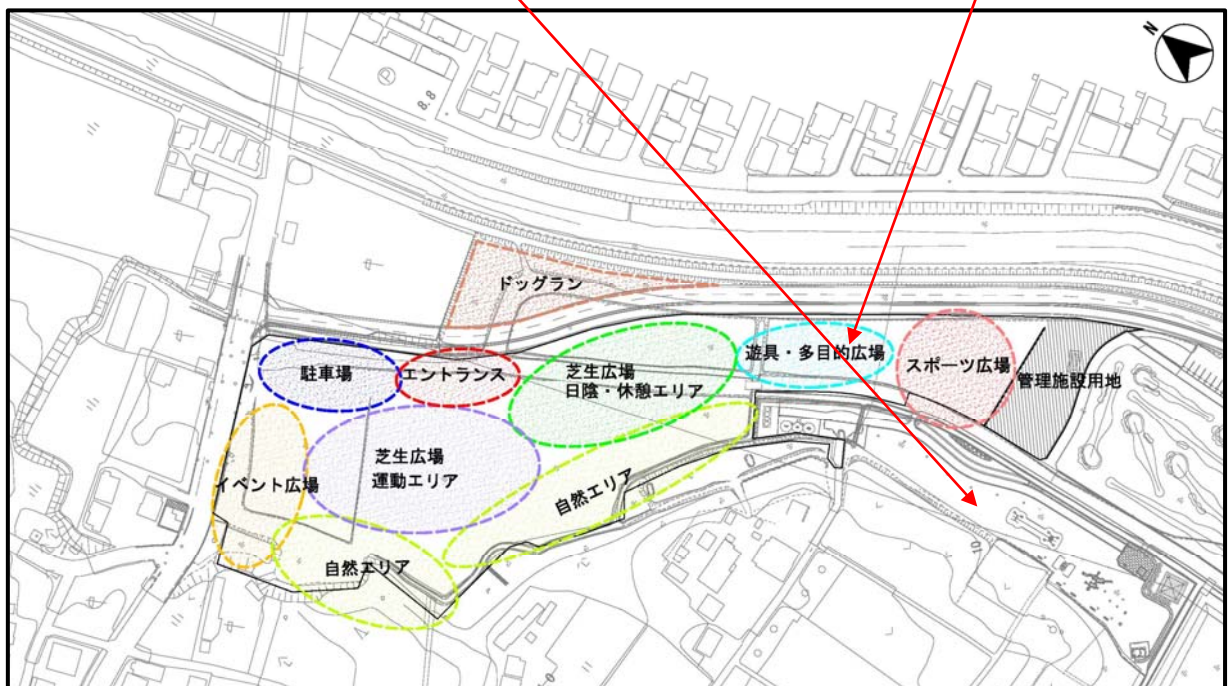 N
P
8.8
ドッグラン
駐車場
エントランス
芝生広場
日陰・休憩エリア
遊具・多目的広場
スポーツ広場
管理施設用地
芝生広場
運動エリア
イベント広場
自然エリア
自然エリア
10